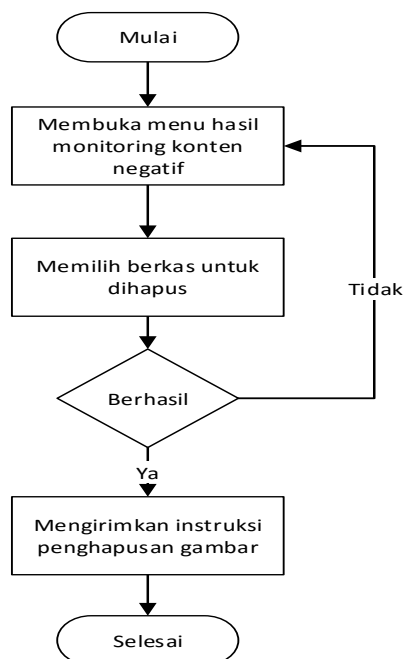 Mulai
Membuka menu hasil
monitoring konten
negatif
Memilih berkas untuk
dihapus
Tidak
Berhasil
Ya
Mengirimkan instruksi
penghapusan gambar
Selesai